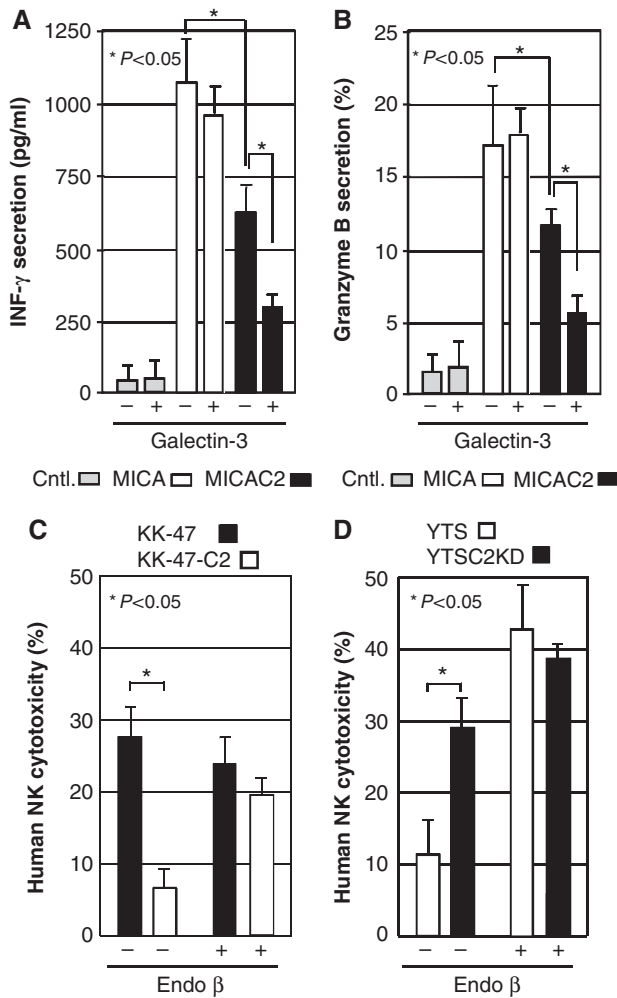 A
INF-γ secretion (pg/ml)
1250
1000
750
500
250
0
* P<0.05
*
*
− + − + − +
Galectin-3
Cntl. MICA MICAC2
B
Granzyme B secretion (%)
25
20
15
10
5
0
* P<0.05
*
*
− + − + − +
Galectin-3
Cntl. MICA MICAC2
C
KK-47
KK-47-C2
Human NK cytotoxicity (%)
50
40
30
20
10
0
* P<0.05
*
− − + +
Endo β
D
YTS
YTSC2KD
Human NK cytotoxicity (%)
50
40
30
20
10
0
* P<0.05
*
− − + +
Endo β